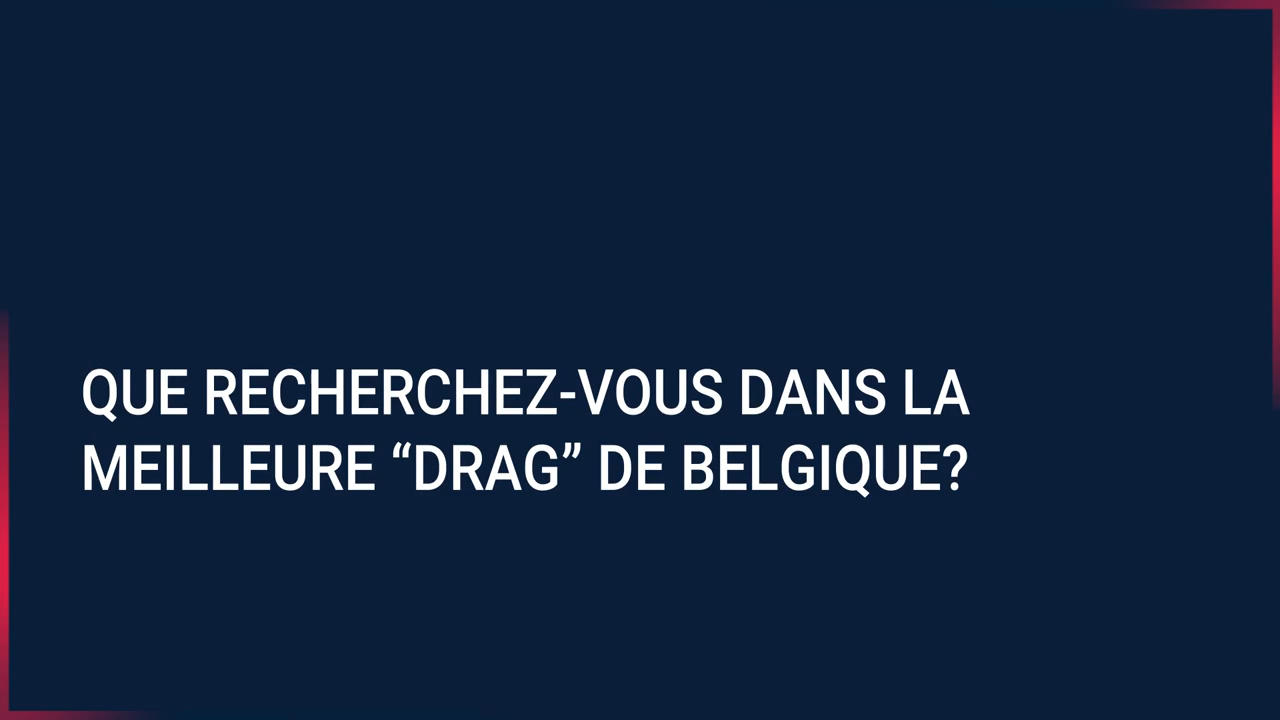 QUE RECHERCHEZ-VOUS DANS LA
MEILLEURE “DRAG” DE BELGIQUE?